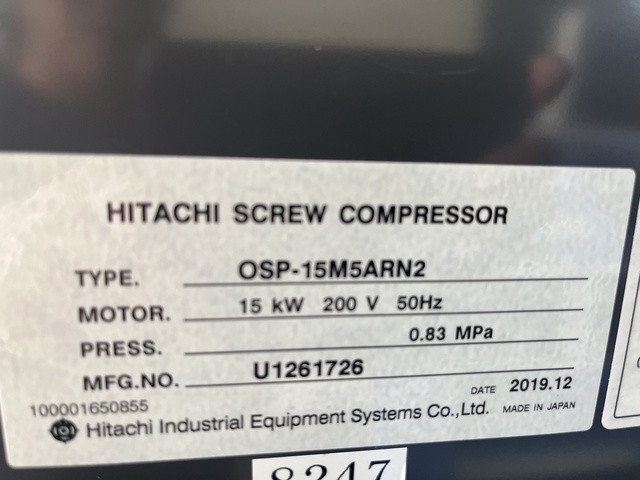 HITACHI SCREW COMPRESSOR
TYPE. OSP-15M5ARN2
MOTOR. 15 kW 200 V 50Hz
PRESS. 0.83 MPa
MFG.NO. U1261726
DATE 2019.12
100001650855
Hitachi Industrial Equipment Systems Co.,Ltd. MADE IN JAPAN
8247